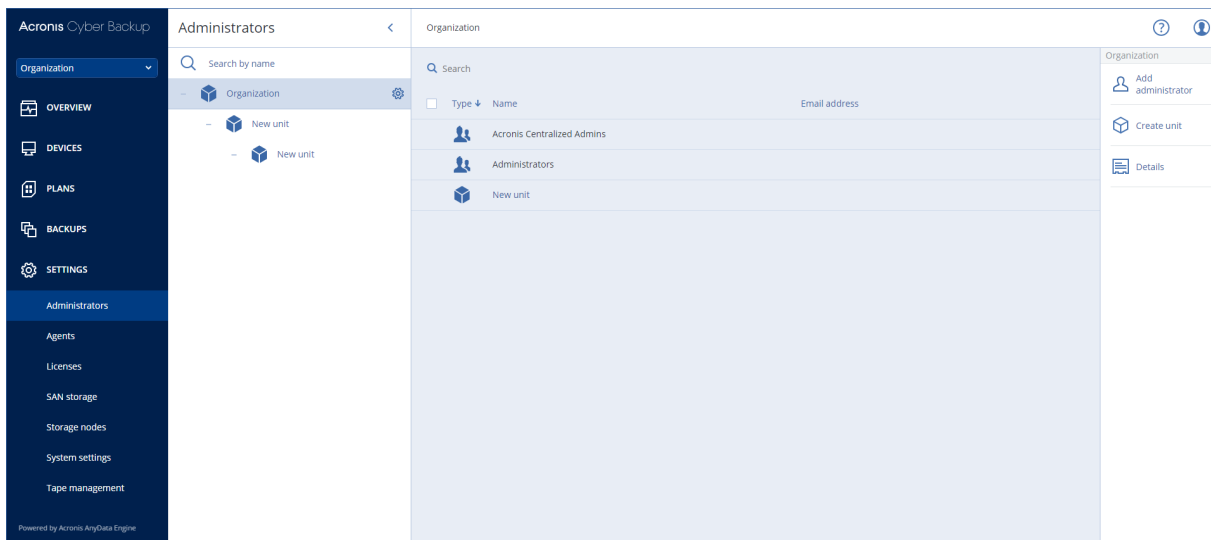 Acronis Cyber Backup
Organization
OVERVIEW
DEVICES
PLANS
BACKUPS
SETTINGS
Administrators
Agents
Licenses
SAN storage
Storage nodes
System settings
Tape management
Powered by Acronis AnyData Engine
Administrators
Search by name
Organization
New unit
New unit
Organization
Search
Type Name Email address
Acronis Centralized Admins
Administrators
New unit
Organization
Add
administrator
Create unit
Details